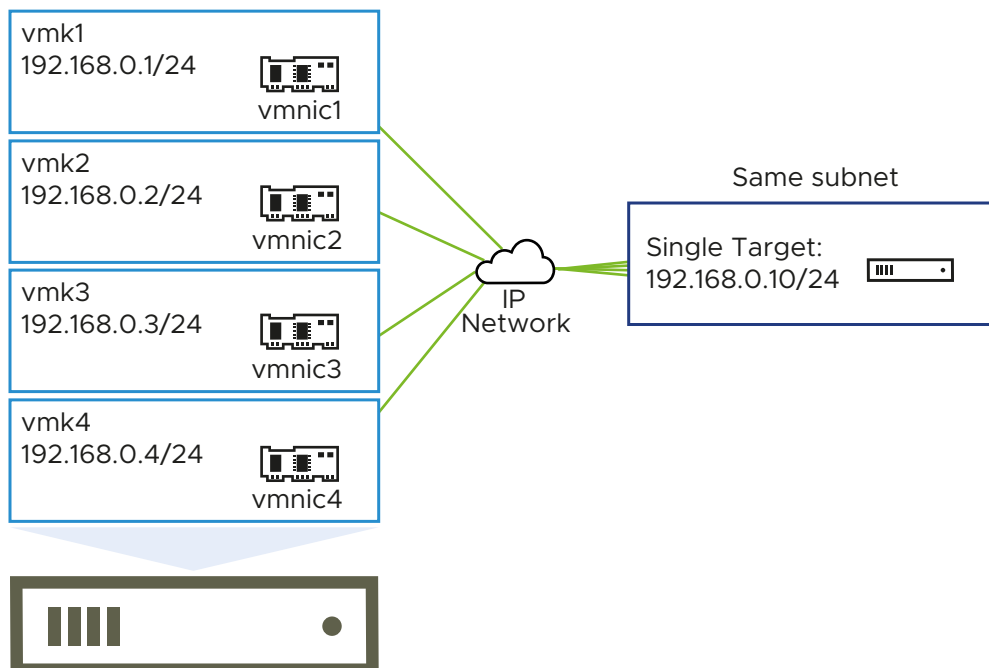 vmk1
192.168.0.1/24
vmnic1
vmk2
192.168.0.2/24
vmnic2
vmk3
192.168.0.3/24
vmnic3
vmk4
192.168.0.4/24
vmnic4
IP
Network
Same subnet
Single Target:
192.168.0.10/24